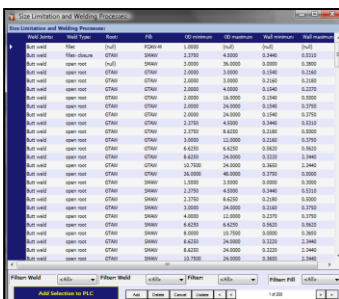 Size Limitation and Welding Processes:
Size Limitation and Welding Processes:
Weld Joints: Weld Type: Root: Fill: OD minimum OD maximum Wall minimum Wall maximum
Butt weld fillet (null) FCAW-M 1.0000 (null) (null) (null)
Butt weld fillet closure GTAW SMAW 2.3750 4.5000 0.3440 0.5310
Butt weld open root (null) SMAW 3.0000 36.0000 0.0000 0.3800
Butt weld open root GTAW GTAW 2.0000 3.0000 0.1540 0.2160
Butt weld open root GTAW GTAW 2.0000 3.0000 0.2160 0.2180
Butt weld open root GTAW GTAW 2.0000 4.0000 0.1540 0.2370
Butt weld open root GTAW GTAW 2.0000 16.0000 0.1540 0.5000
Butt weld open root GTAW GTAW 2.0000 24.0000 0.1540 0.3750
Butt weld open root GTAW GTAW 2.0000 24.0000 0.1540 0.3750
Butt weld open root GTAW GTAW 2.3750 4.5000 0.3440 0.5310
Butt weld open root GTAW GTAW 2.3750 8.6250 0.2180 0.5000
Butt weld open root GTAW GTAW 3.0000 12.0000 0.2160 0.3750
Butt weld open root GTAW GTAW 6.6250 6.6250 0.5620 0.5620
Butt weld open root GTAW GTAW 6.6250 24.0000 0.3220 2.3440
Butt weld open root GTAW GTAW 10.7500 24.0000 0.3650 2.3440
Butt weld open root GTAW GTAW 26.0000 48.0000 0.3750 0.5000
Butt weld open root GTAW SMAW 1.5000 3.5000 0.3000 0.3000
Butt weld open root GTAW SMAW 2.3750 4.5000 0.3440 0.5310
Butt weld open root GTAW SMAW 2.3750 8.6250 0.2180 0.5000
Butt weld open root GTAW SMAW 3.0000 24.0000 0.2160 0.3750
Butt weld open root GTAW SMAW 4.0000 12.0000 0.2370 0.3750
Butt weld open root GTAW SMAW 6.6250 6.6250 0.5620 0.5620
Butt weld open root GTAW SMAW 8.0000 10.7500 0.0000 0.3650
Butt weld open root GTAW SMAW 6.6250 24.0000 0.3220 2.3440
Butt weld open root GTAW SMAW 6.6250 24.0000 0.3220 2.3440
Butt weld open root GTAW SMAW 10.7500 24.0000 0.3650 2.3440
Filter: Weld <All> Filter: Weld <All> Filter: <All> Filter: Fill <All>
Add Selection to PLC Add Delete Cancel Update < < 1 of 200 > >